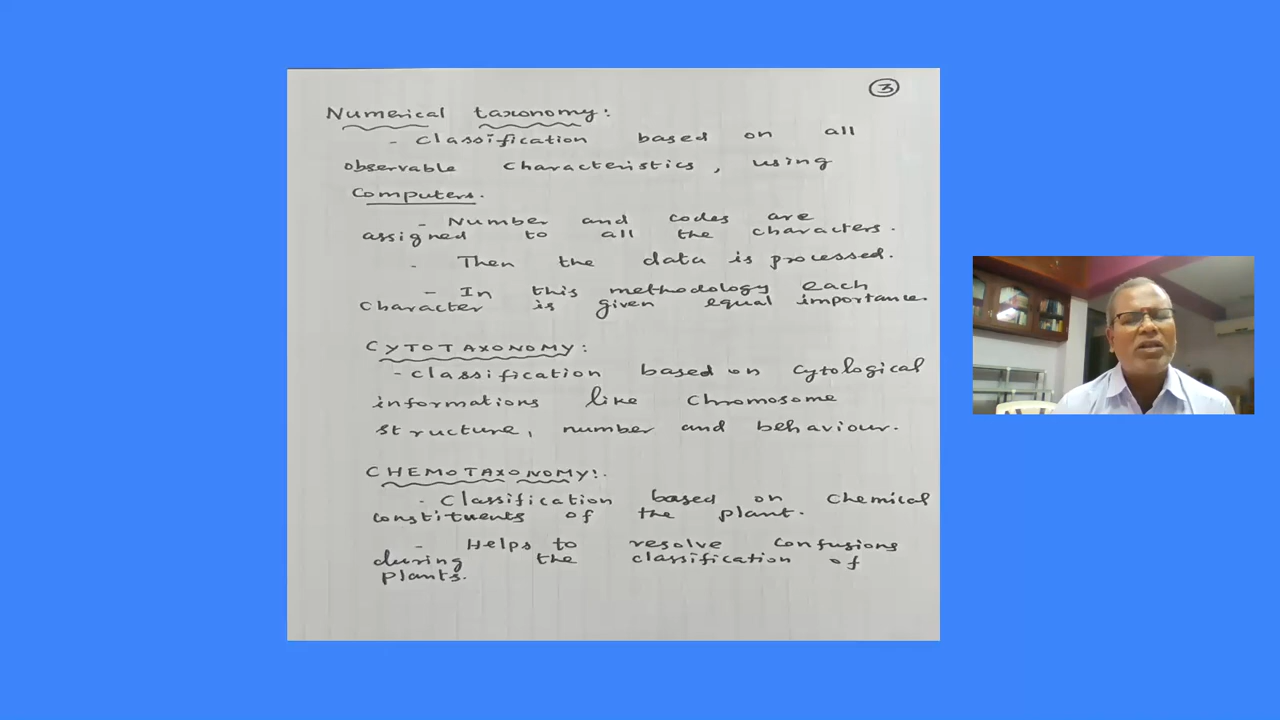 3
Numerical taxonomy:
- classification based on all
observable characteristics, using
Computers.
- Number and codes are
assigned to all the characters.
- Then the data is processed.
- In this methodology each
character is given equal importance.
CYTOTAXONOMY:
- classification based on cytological
informations like chromosome
structure, number and behaviour.
CHEMOTAXONOMY:.
- Classification based on chemical
constituents of the plant.
- Helps to resolve confusions
during the classification of
plants.